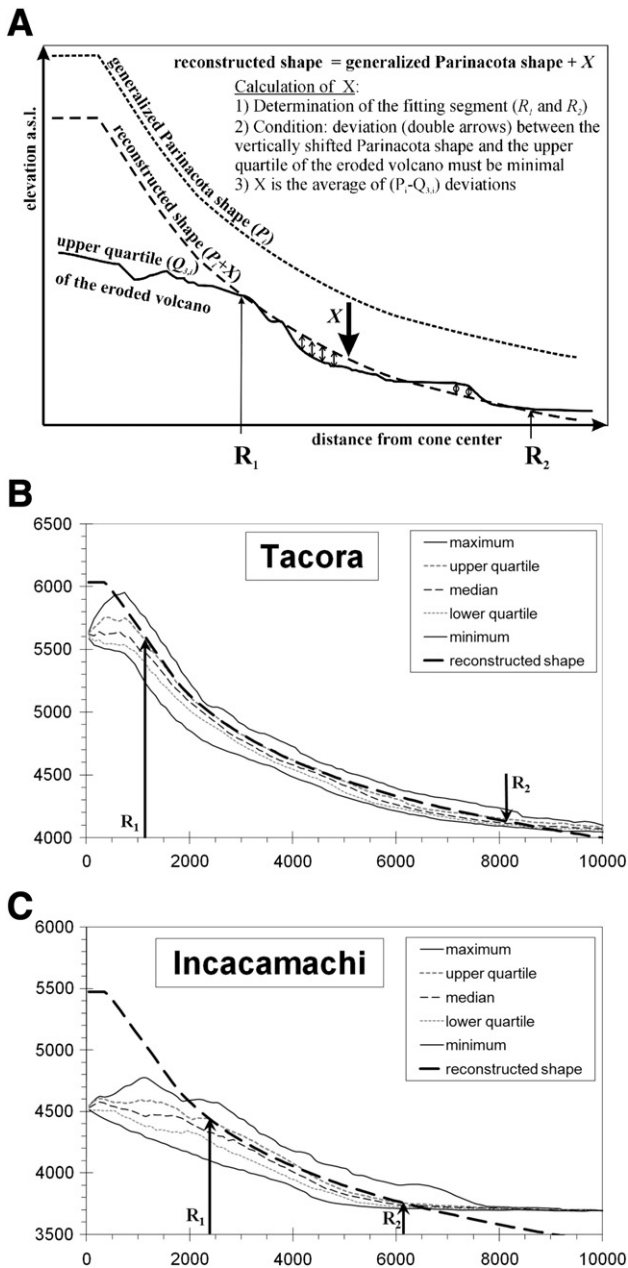 A
reconstructed shape = generalized Parinacota shape + X
Calculation of X:
1) Determination of the fitting segment (R1 and R2)
2) Condition: deviation (double arrows) between the
vertically shifted Parinacota shape and the upper
quartile of the eroded volcano must be minimal
3) X is the average of (Pi-Q3,i) deviations
elevation a.s.l.
generalized Parinacota shape (Pi)
reconstructed shape (Pi+X)
upper quartile (Q3,i)
of the eroded volcano
X
distance from cone center
R1
R2
B
Tacora
6500
6000
5500
5000
4500
4000
maximum
upper quartile
median
lower quartile
minimum
reconstructed shape
R1
R2
0 2000 4000 6000 8000 10000
C
Incacamachi
6000
5500
5000
4500
4000
3500
maximum
upper quartile
median
lower quartile
minimum
reconstructed shape
R1
R2
0 2000 4000 6000 8000 10000